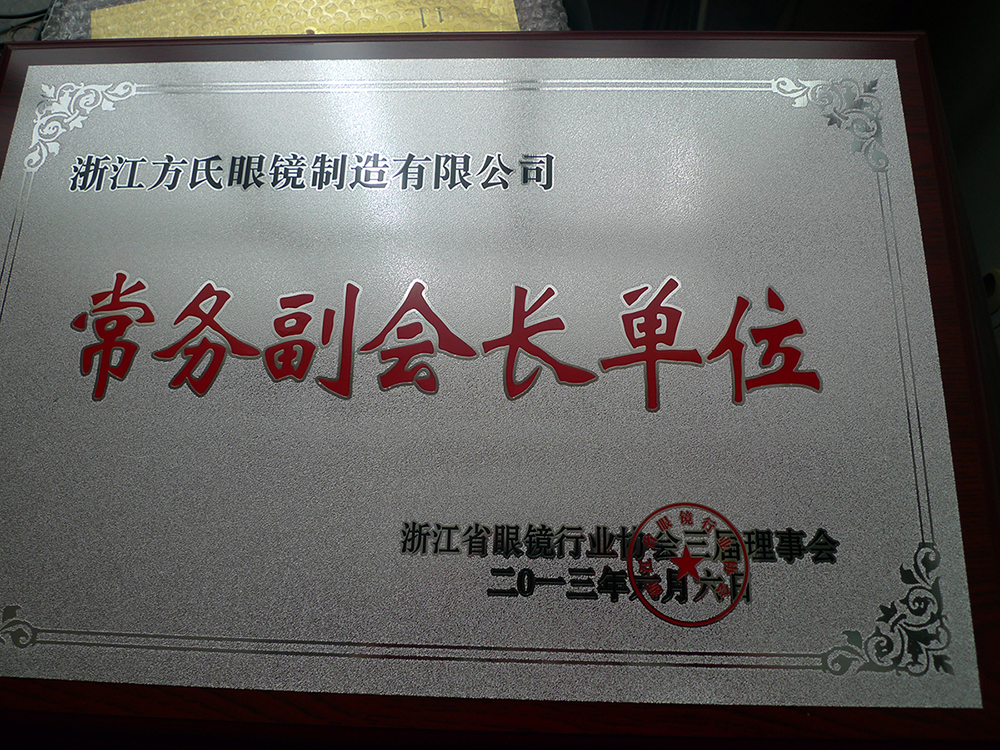 浙江方氏眼镜制造有限公司
常务副会长单位
浙江省眼镜行业协会三届理事会
二0一三年六月六日